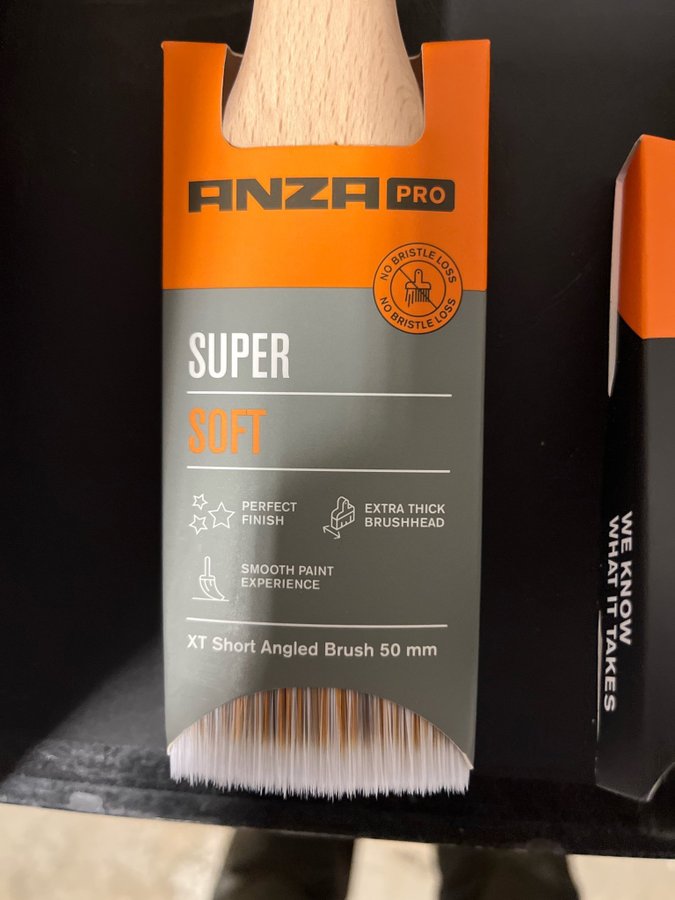 ANZA PRO
NO BRISTLE LOSS
NO BRISTLE LOSS
SUPER
SOFT
PERFECT
FINISH
EXTRA THICK
BRUSHHEAD
SMOOTH PAINT
EXPERIENCE
XT Short Angled Brush 50 mm
WE KNOW
WHAT IT TAKES